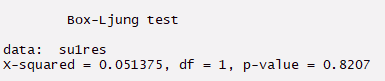 Box-Ljung test
data: su1res
X-squared = 0.051375, df = 1, p-value = 0.8207